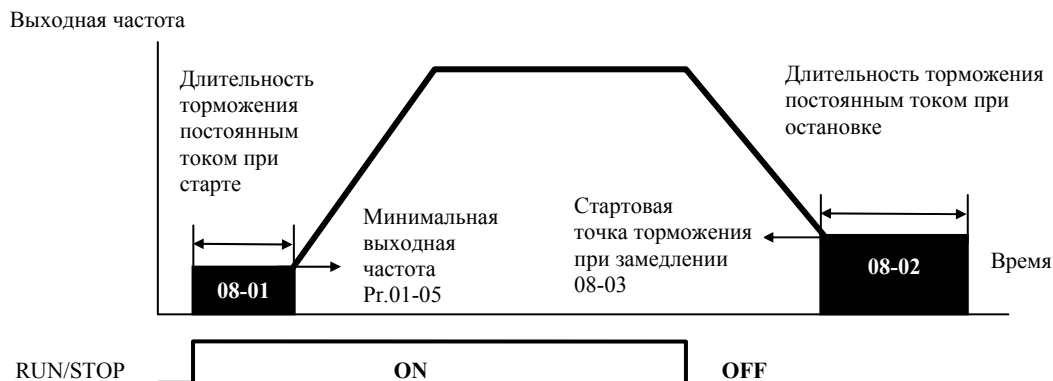 Выходная частота
Длительность
торможения
постоянным
током при
старте
Длительность торможения
постоянным током при
остановке
Минимальная
выходная
частота
Pr.01-05
Стартовая
точка торможения
при замедлении
08-03
08-01
08-02
Время
RUN/STOP
ON
OFF